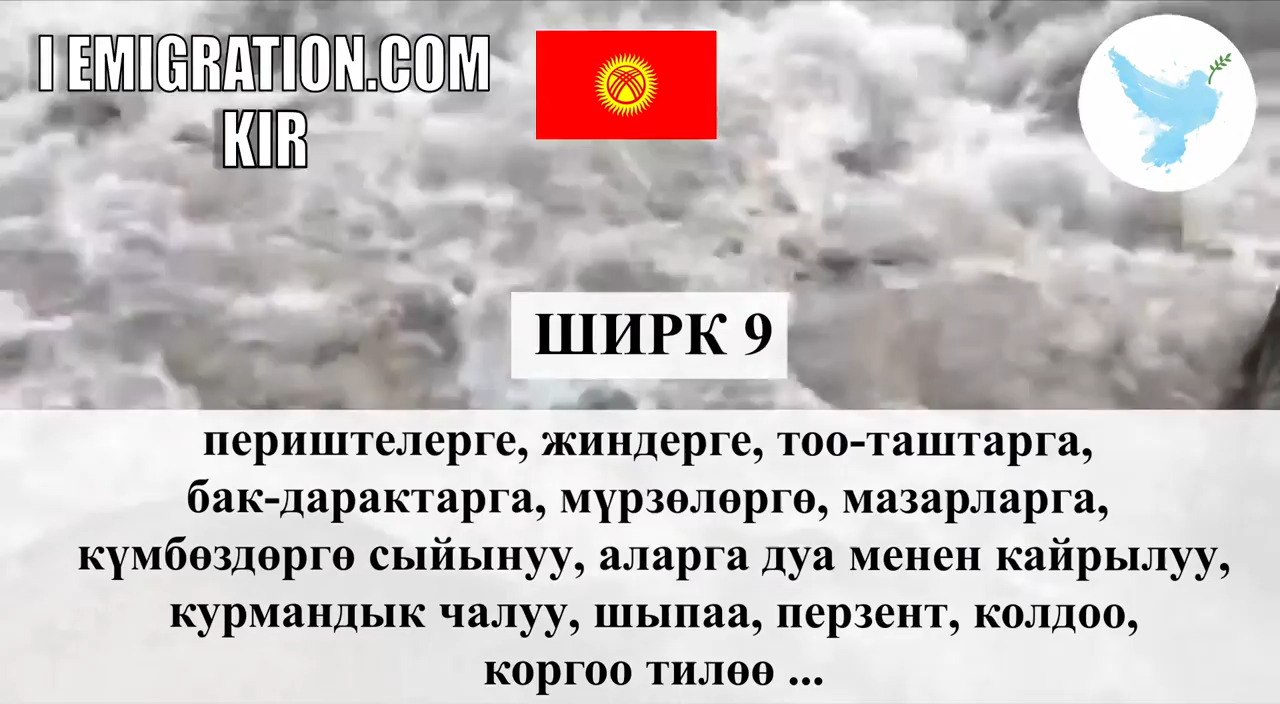 I EMIGRATION.COM
KIR
ШИРК 9
периштелерге, жиндерге, тоо-таштарга,
бак-дарактарга, мүрзөлөргө, мазарларга,
күмбөздөргө сыйынуу, аларга дуа менен кайрылуу,
курмандык чалуу, шыпаа, перзент, колдоо,
коргоо тилөө ...